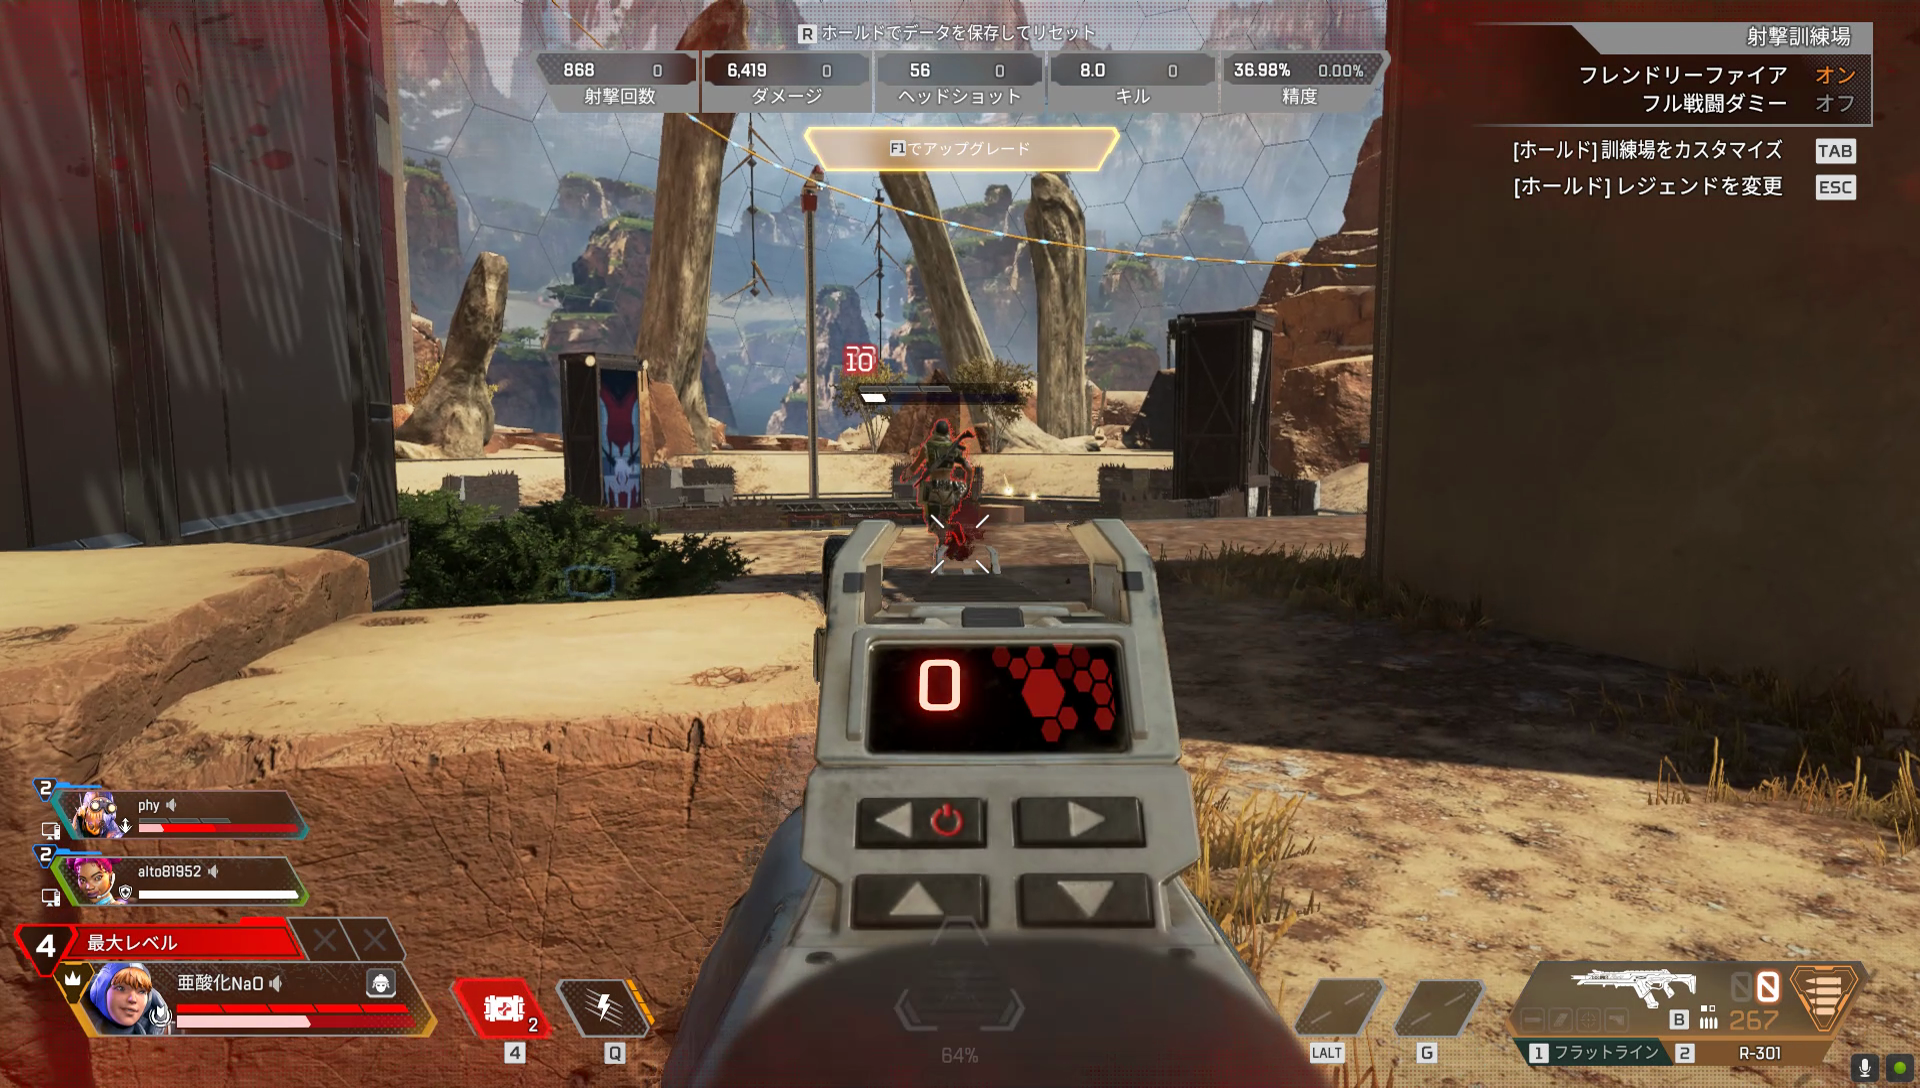 R ホールドでデータを保存してリセット
868 0 6,419 0 56 0 8.0 0 36.98% 0.00%
射撃回数 ダメージ ヘッドショット キル 精度
F1でアップグレード
射撃訓練場
フレンドリーファイア オン
フル戦闘ダミー オフ
[ホールド]訓練場をカスタマイズ TAB
[ホールド]レジェンドを変更 ESC
10
0
2
phy
2
alto81952
4 最大レベル
亜酸化NaO
2
4 Q
64%
LALT G
00
B 267
1 フラットライン 2 R-301